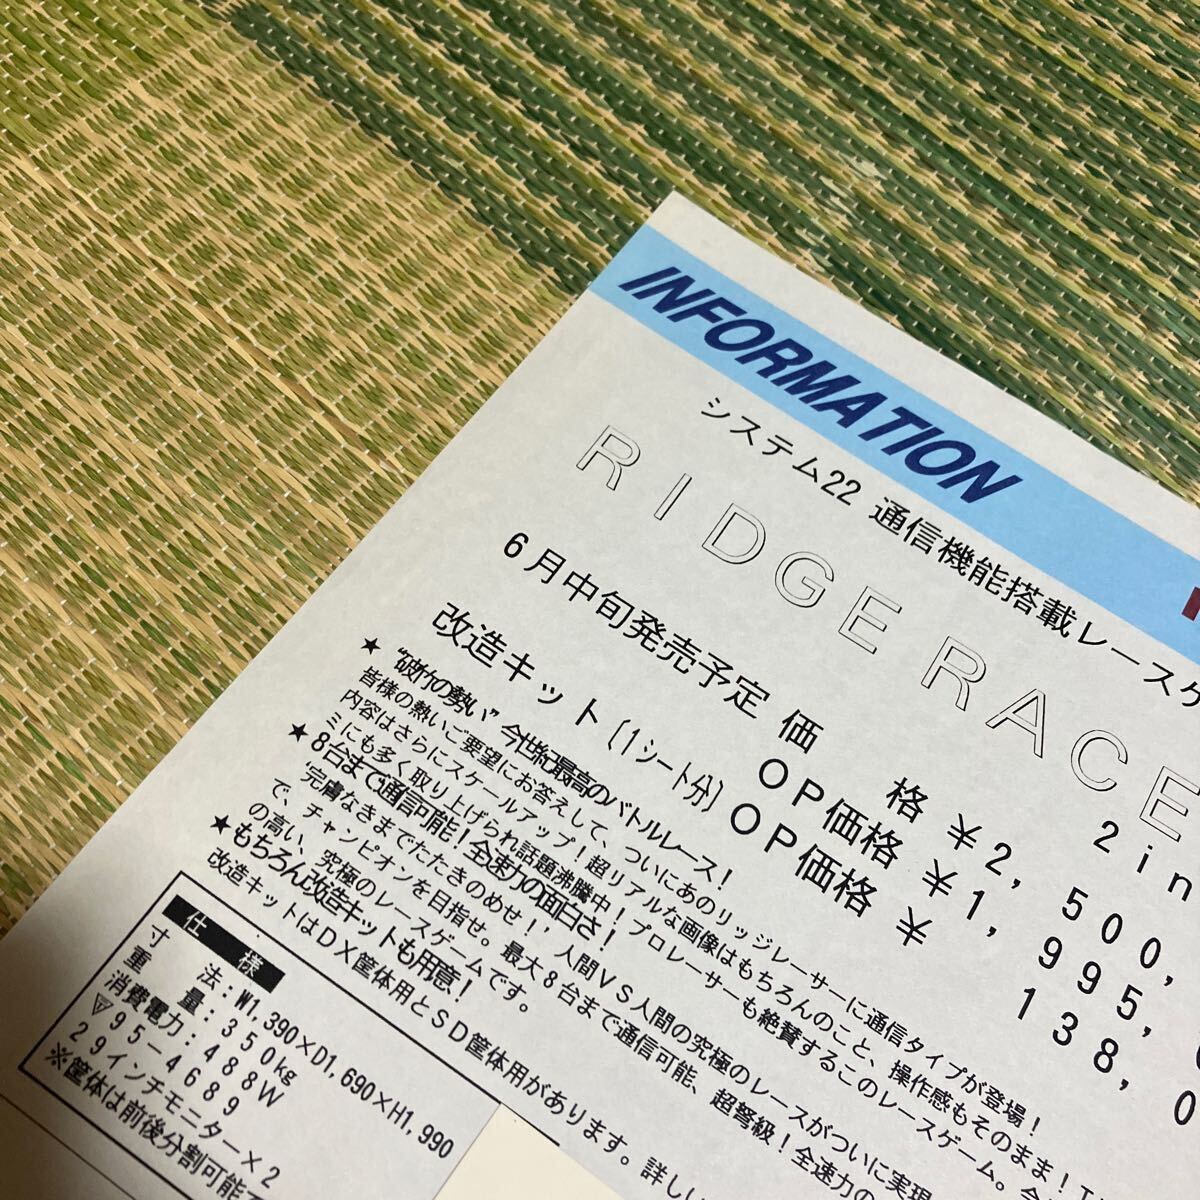 INFORMATION
システム22 通信機能搭載レースゲ
RIDGE RACE
2in
6月中旬発売予定 価 格 ¥2,500,
OP価格 ¥1,995,
改造キット(1シート分) OP価格 ¥ 138,0
★“破竹の勢い”今世紀最高のバトルレース!
皆様の熱いご要望にお答えして、ついにあのリッジレーサーに通信タイプが登場!
内容はさらにスケールアップ!超リアルな画像はもちろんのこと、操作感もそのまま!
ミにも多く取り上げられ話題沸騰中!プロレーサーも絶賛するこのレースゲーム。
★8台まで通信可能!全速力の面白さ!
‘完膚なきまでたたきのめせ!’人間VS人間の究極のレースがついに実現
で、チャンピオンを目指せ。最大8台まで通信可能、超弩級!全速力の
の高い、究極のレースゲームです。
★もちろん改造キットも用意!
改造キットはDX筐体用とSD筐体用があります。詳しい
仕 様
寸 法:W1,390×D1,690×H1,990
重 量:350kg
消費電力:488W
95-4689
29インチモニター×2
※筐体は前後分割可能